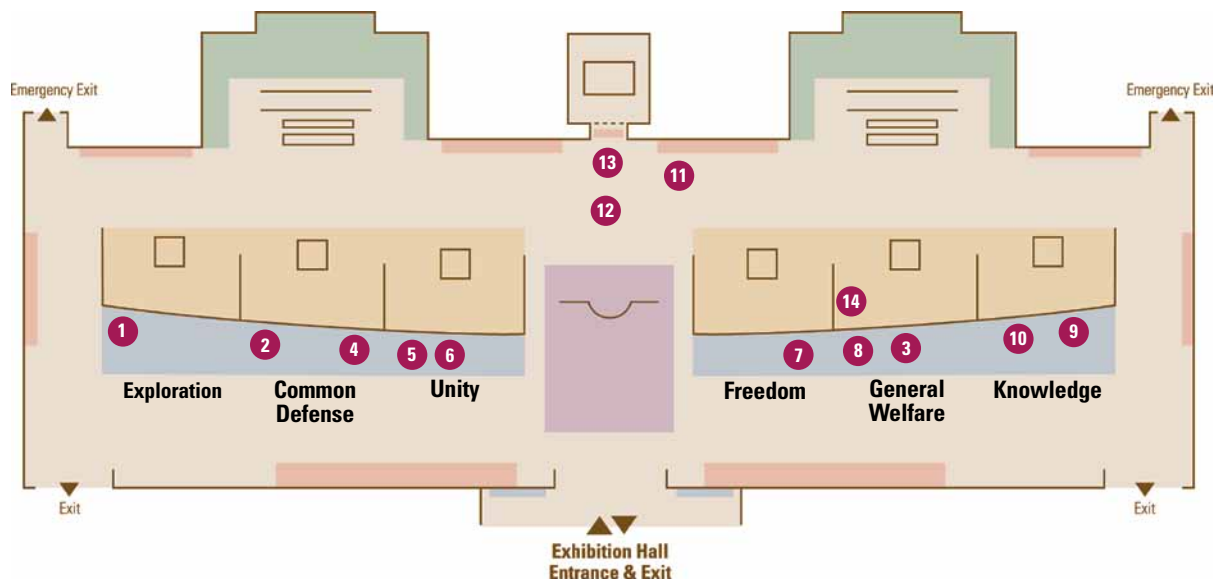 Emergency Exit
Emergency Exit
13
11
12
14
1
2
4
5
6
7
8
3
10
9
Exploration
Common
Defense
Unity
Freedom
General
Welfare
Knowledge
Exit
Exit
Exhibition Hall
Entrance & Exit